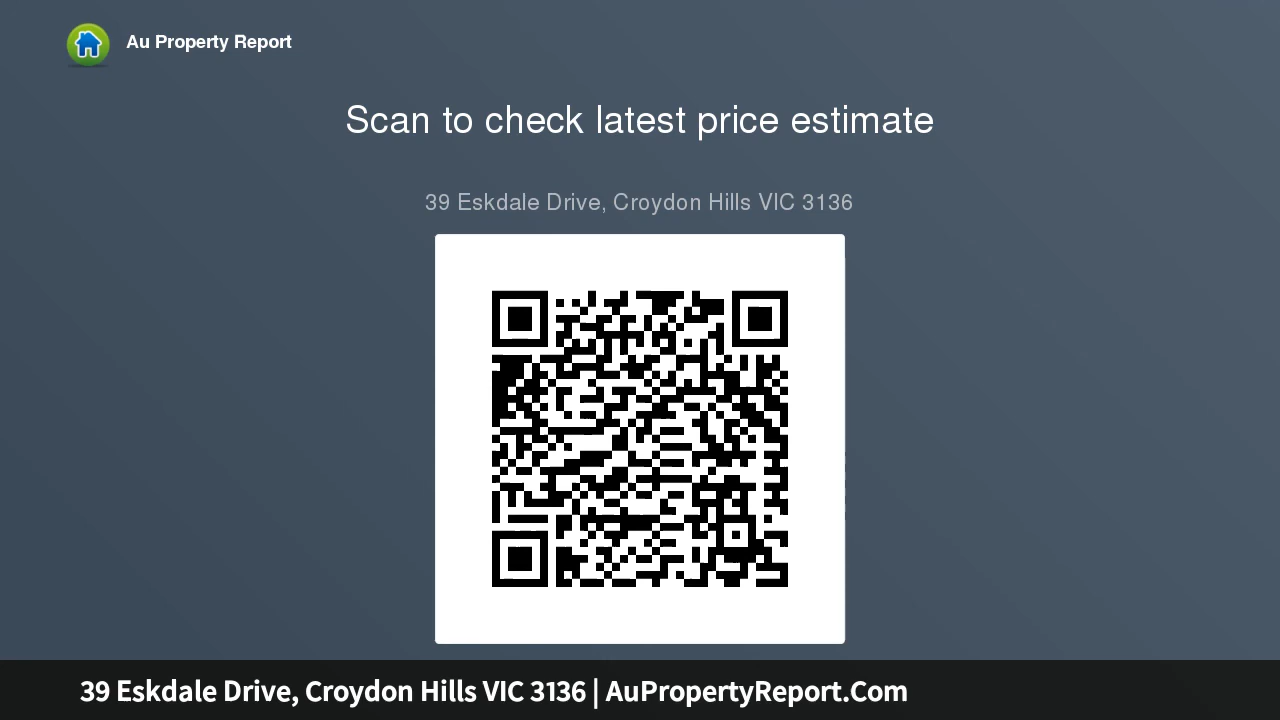 Au Property Report
Scan to check latest price estimate
39 Eskdale Drive, Croydon Hills VIC 3136
39 Eskdale Drive, Croydon Hills VIC 3136 | AuPropertyReport.Com